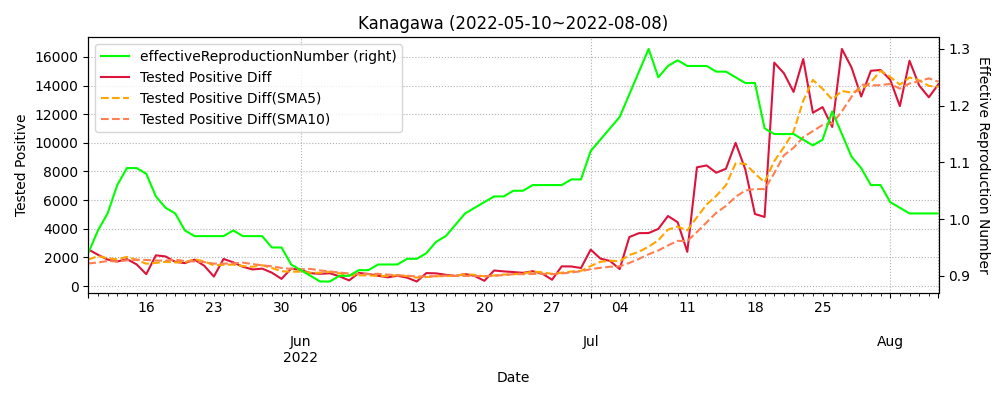 Kanagawa (2022-05-10~2022-08-08)
effectiveReproductionNumber (right)
Tested Positive Diff
Tested Positive Diff(SMA5)
Tested Positive Diff(SMA10)
Tested Positive
16000
14000
12000
10000
8000
6000
4000
2000
0
1.3
1.2
1.1
1.0
0.9
Effective Reproduction Number
16 23 30 06 13 20 27 04 11 18 25
Jun Jul Aug
2022
Date